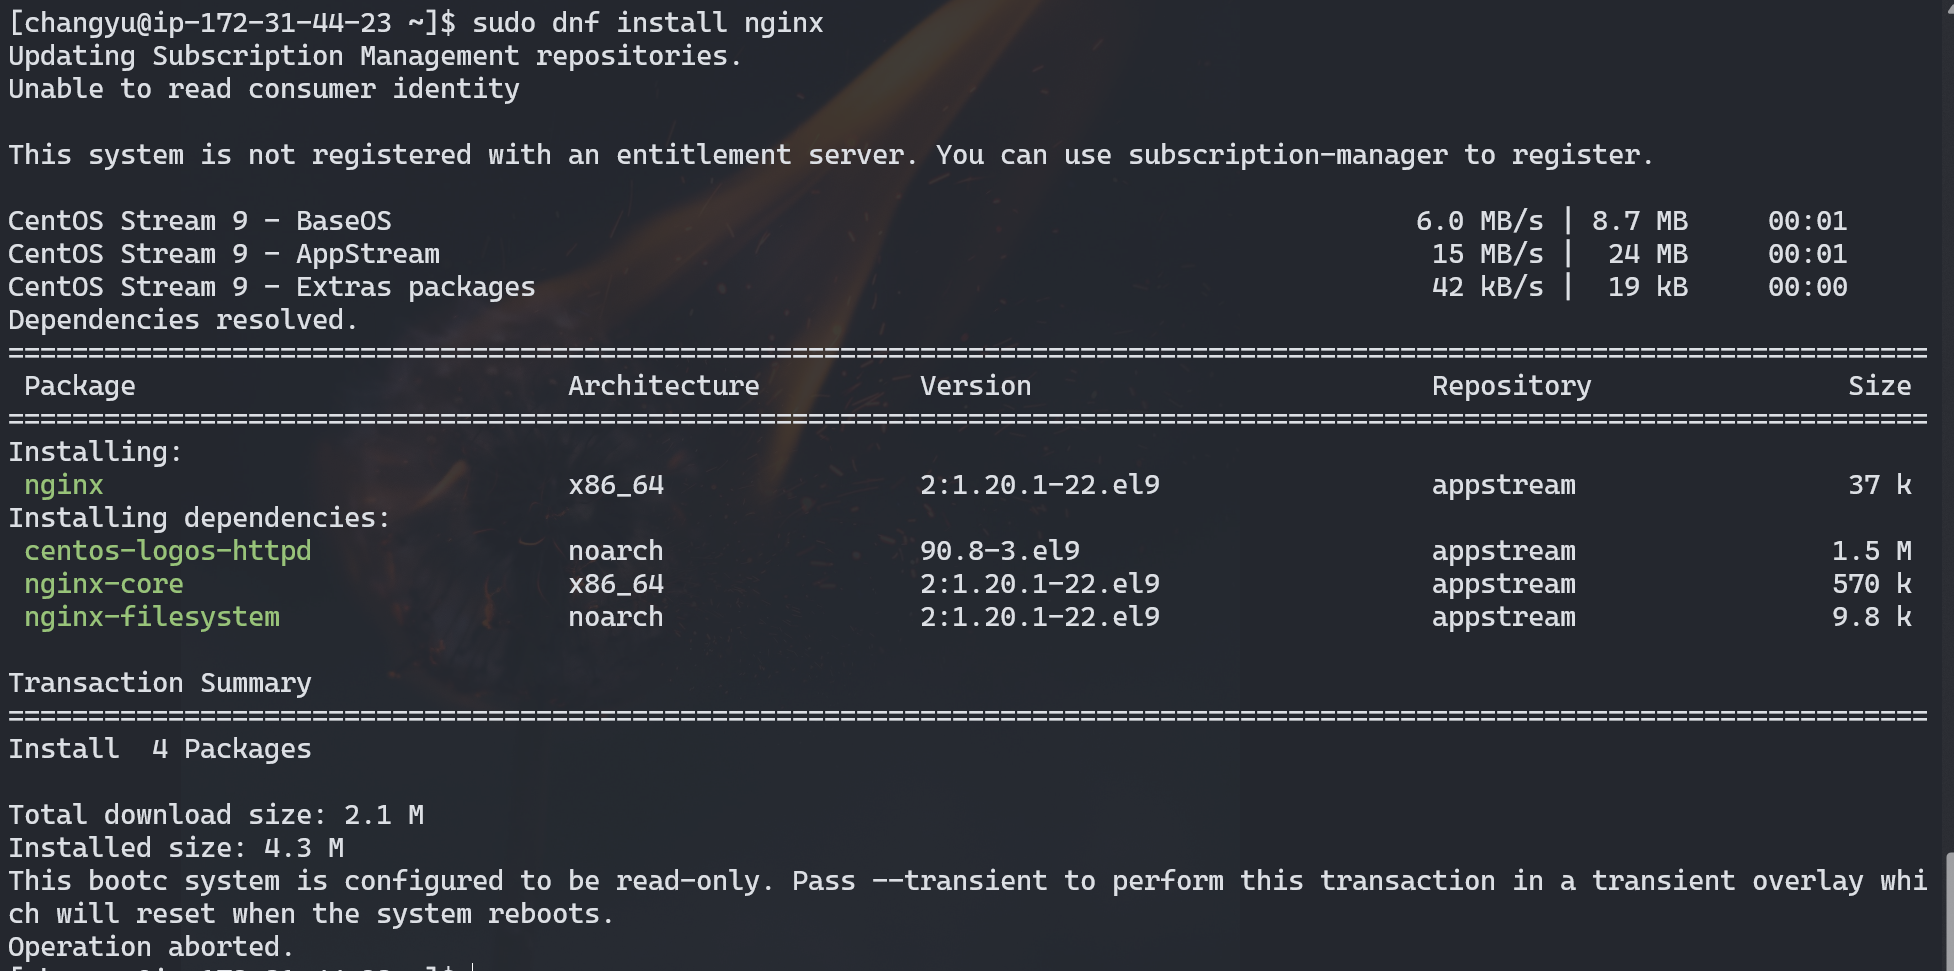 [changyu@ip-172-31-44-23 ~]$ sudo dnf install nginx
Updating Subscription Management repositories.
Unable to read consumer identity
This system is not registered with an entitlement server. You can use subscription-manager to register.
CentOS Stream 9 - BaseOS 6.0 MB/s | 8.7 MB 00:01
CentOS Stream 9 - AppStream 15 MB/s | 24 MB 00:01
CentOS Stream 9 - Extras packages 42 kB/s | 19 kB 00:00
Dependencies resolved.
========================================================================================================================
Package Architecture Version Repository Size
========================================================================================================================
Installing:
nginx x86_64 2:1.20.1-22.el9 appstream 37 k
Installing dependencies:
centos-logos-httpd noarch 90.8-3.el9 appstream 1.5 M
nginx-core x86_64 2:1.20.1-22.el9 appstream 570 k
nginx-filesystem noarch 2:1.20.1-22.el9 appstream 9.8 k
Transaction Summary
========================================================================================================================
Install 4 Packages
Total download size: 2.1 M
Installed size: 4.3 M
This bootc system is configured to be read-only. Pass --transient to perform this transaction in a transient overlay whi
ch will reset when the system reboots.
Operation aborted.